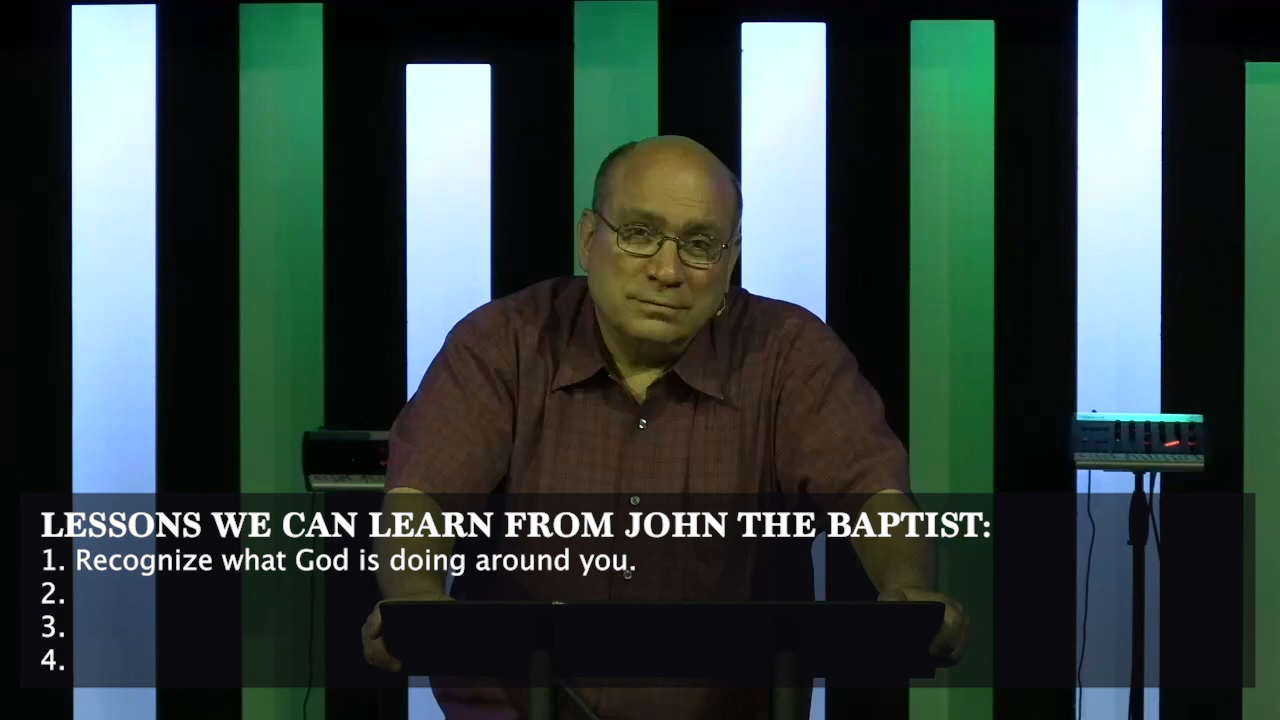 LESSONS WE CAN LEARN FROM JOHN THE BAPTIST:
1. Recognize what God is doing around you.
2.
3.
4.